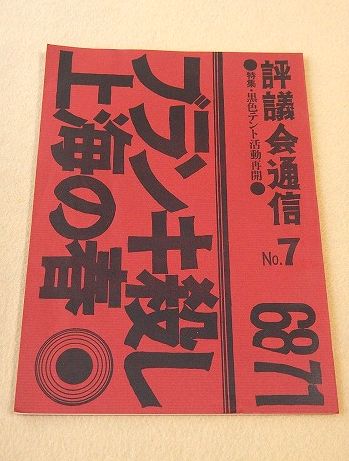 評議会通信
●特集・黒色テント活動再開●
No.7
68 71
ブランキ殺し
上海の春